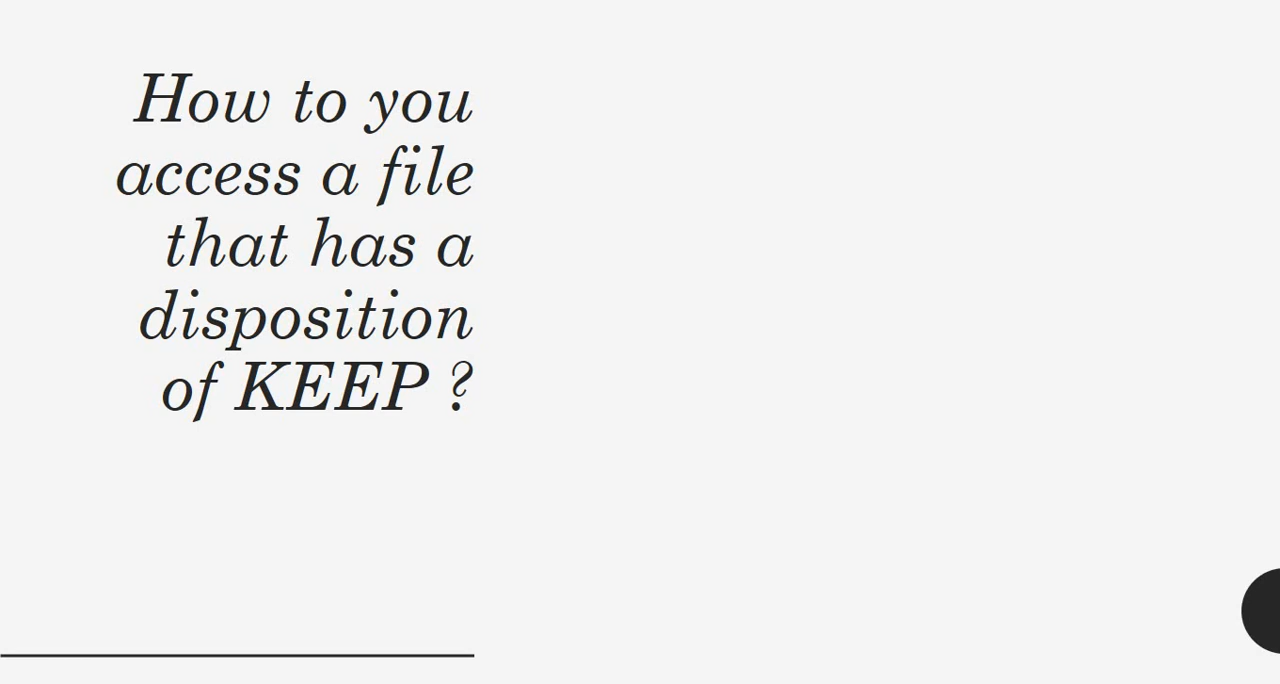 How to you
access a file
that has a
disposition
of KEEP ?